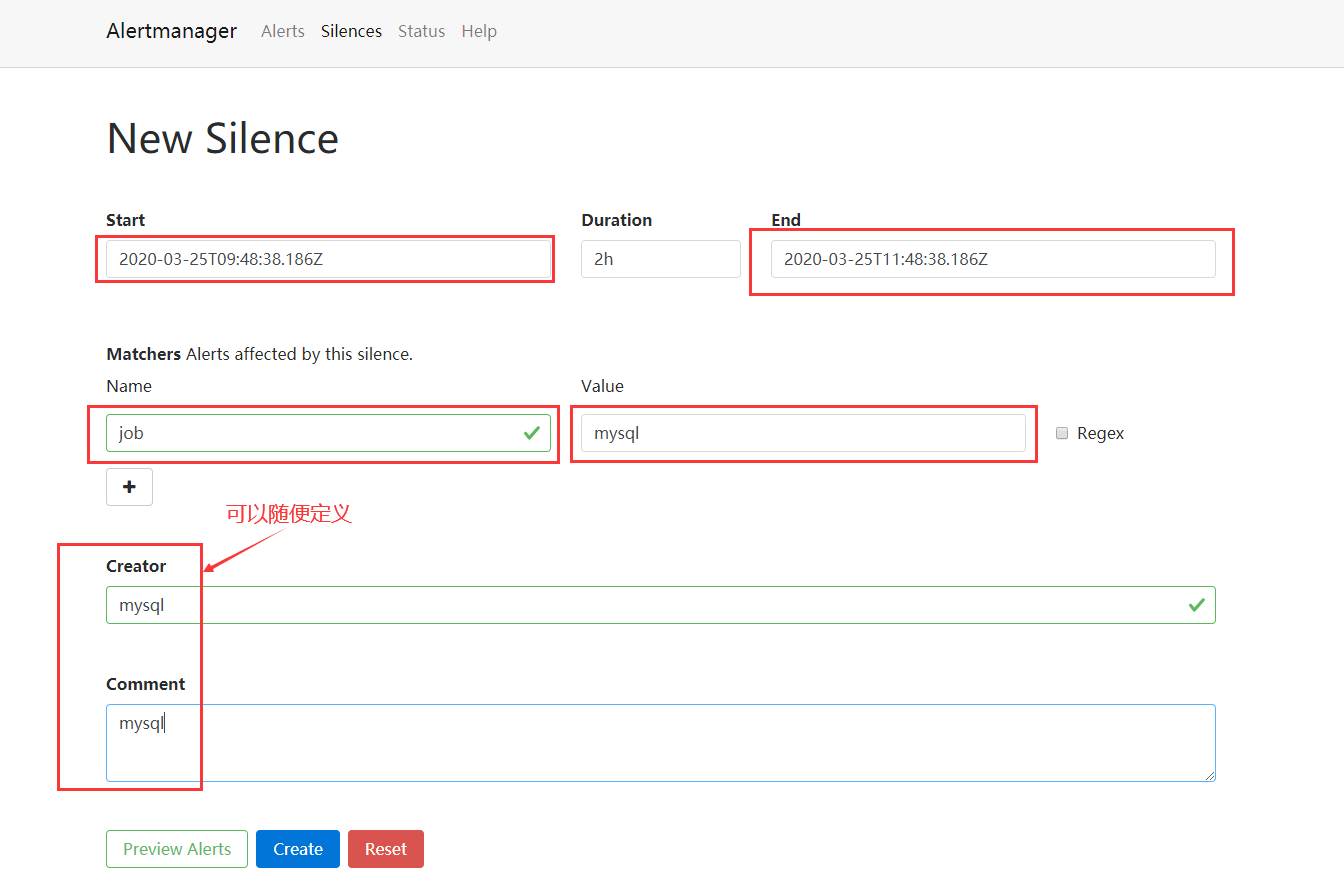 Alertmanager Alerts Silences Status Help
New Silence
Start Duration End
2020-03-25T09:48:38.186Z 2h 2020-03-25T11:48:38.186Z
Matchers Alerts affected by this silence.
Name Value
job mysql Regex
+
可以随便定义
Creator
mysql
Comment
mysql
Preview Alerts Create Reset